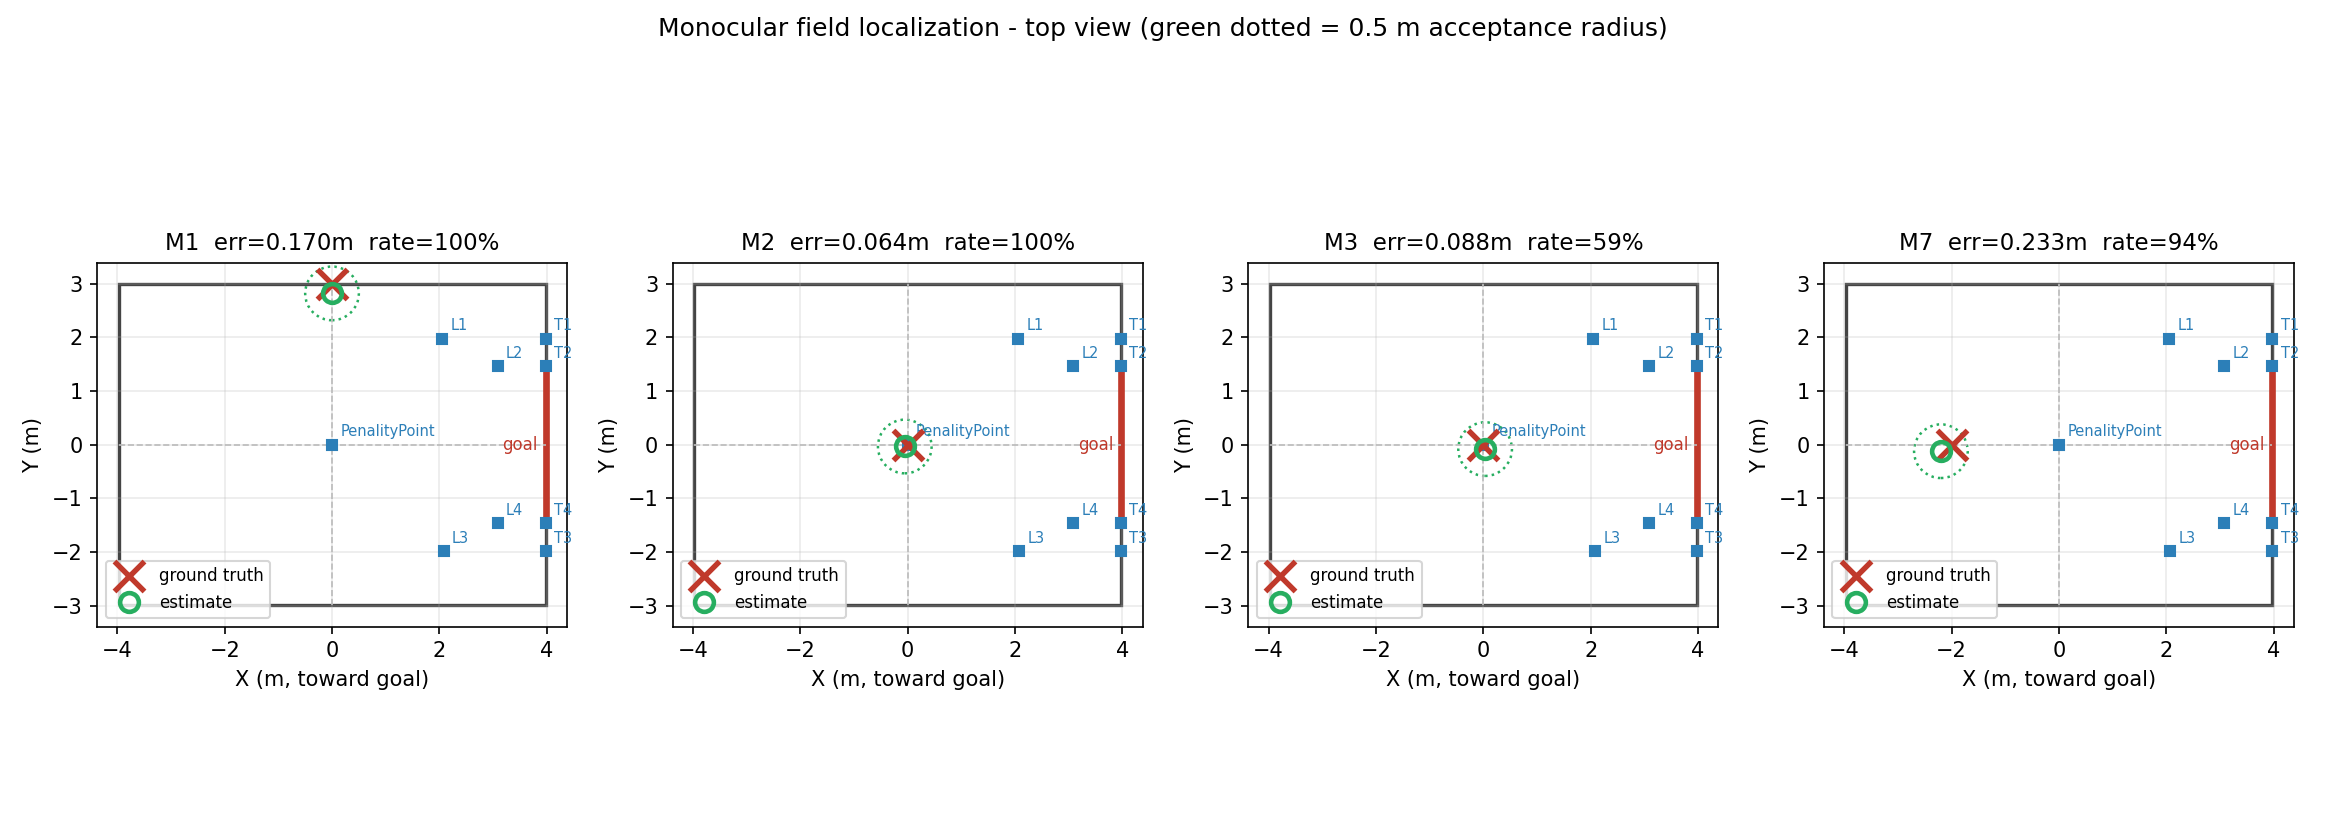 Monocular field localization - top view (green dotted = 0.5 m acceptance radius)
M1  err=0.170m  rate=100%
3
2
1
0
−1
−2
−3
Y (m)
L1
T1
L2
T2
PenalityPoint
goal
L4
T4
L3
T3
ground truth
estimate
−4
−2
0
2
4
X (m, toward goal)
M2  err=0.064m  rate=100%
3
2
1
0
−1
−2
−3
Y (m)
L1
T1
L2
T2
PenalityPoint
goal
L4
T4
L3
T3
ground truth
estimate
−4
−2
0
2
4
X (m, toward goal)
M3  err=0.088m  rate=59%
3
2
1
0
−1
−2
−3
Y (m)
L1
T1
L2
T2
PenalityPoint
goal
L4
T4
L3
T3
ground truth
estimate
−4
−2
0
2
4
X (m, toward goal)
M7  err=0.233m  rate=94%
3
2
1
0
−1
−2
−3
Y (m)
L1
T1
L2
T2
PenalityPoint
goal
L4
T4
L3
T3
ground truth
estimate
−4
−2
0
2
4
X (m, toward goal)